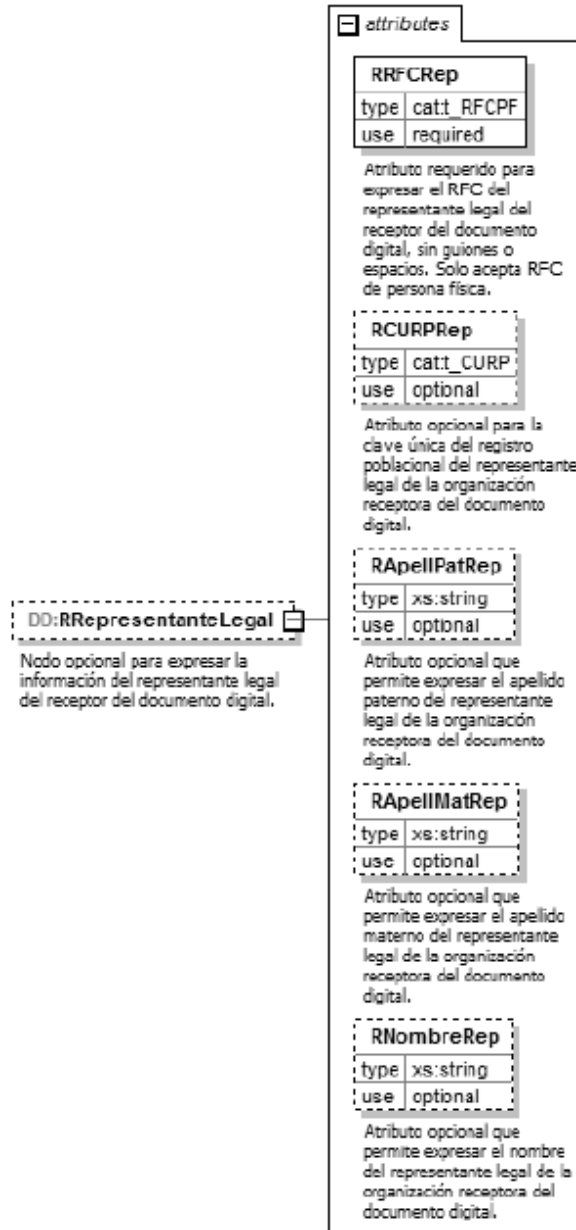 attributes
RRFCRep
type cat:t_RFCPF
use required
Atributo requerido para
expresar el RFC del
representante legal del
receptor del documento
digital, sin guiones o
espacios. Solo acepta RFC
de persona física.
RCURPRep
type cat:t_CURP
use optional
Atributo opcional para la
clave única del registro
poblacional del representante
legal de la organización
receptora del documento
digital.
RApellPatRep
type xs:string
use optional
Atributo opcional que
permite expresar el apellido
paterno del representante
legal de la organización
receptora del documento
digital.
DD:RRepresentanteLegal
Nodo opcional para expresar la
información del representante legal
del receptor del documento digital.
RApellMatRep
type xs:string
use optional
Atributo opcional que
permite expresar el apellido
materno del representante
legal de la organización
receptora del documento
digital.
RNombreRep
type xs:string
use optional
Atributo opcional que
permite expresar el nombre
del representante legal de la
organización receptora del
documento digital.